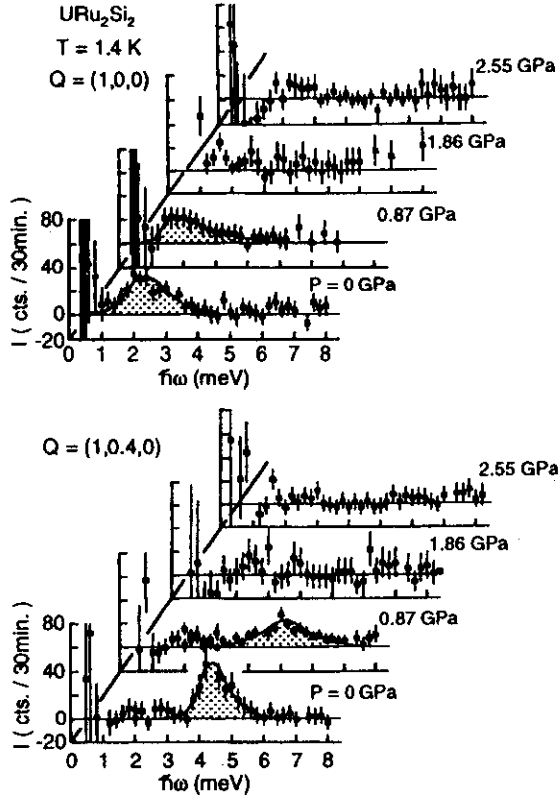 URu₂Si₂
T = 1.4 K
Q = (1,0,0)
2.55 GPa
1.86 GPa
0.87 GPa
P = 0 GPa
80
40
0
-20
I ( cts. / 30min. )
0 1 2 3 4 5 6 7 8
ħω (meV)
Q = (1,0.4,0)
2.55 GPa
1.86 GPa
0.87 GPa
P = 0 GPa
80
40
0
-20
I ( cts. / 30min. )
0 1 2 3 4 5 6 7 8
ħω (meV)